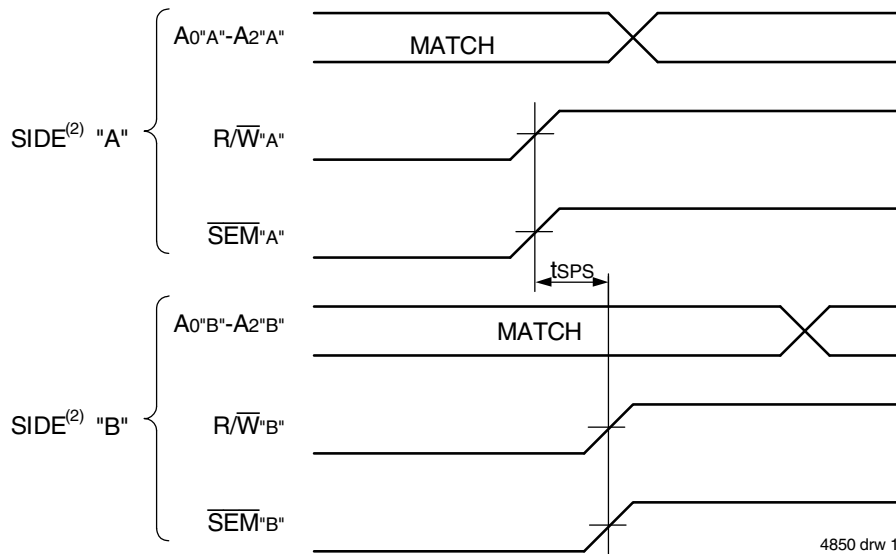 A0"A"-A2"A"
MATCH
SIDE(2) "A"
R/W"A"
SEM"A"
tSPS
A0"B"-A2"B"
MATCH
SIDE(2) "B"
R/W"B"
SEM"B"
4850 drw 1